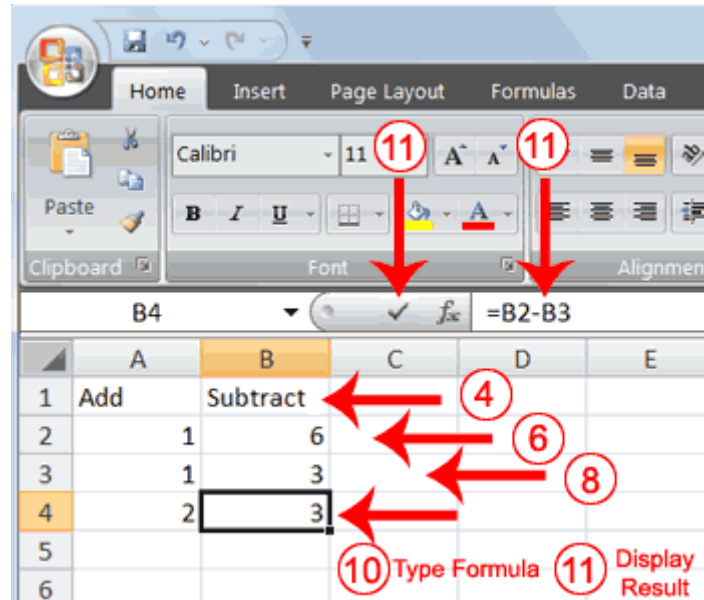 Home Insert Page Layout Formulas Data
Calibri 11 11 A A 11
Paste B I U A
Clipboard Font Alignmen
B4 fx =B2-B3
A B C D E
1 Add Subtract 4
2 1 6 6
3 1 3 8
4 2 3
5 10 Type Formula 11 Display
6 Result